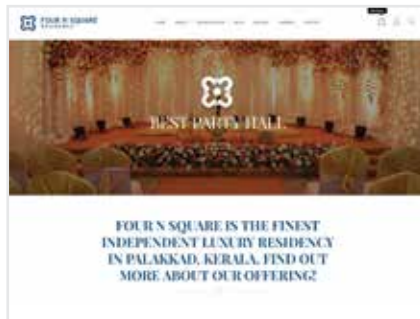 FOUR N SQUARE
RESIDENCY
BEST PARTY HALL
FOUR N SQUARE IS THE FINEST
INDEPENDENT LUXURY RESIDENCY
IN PALAKKAD, KERALA. FIND OUT
MORE ABOUT OUR OFFERING!